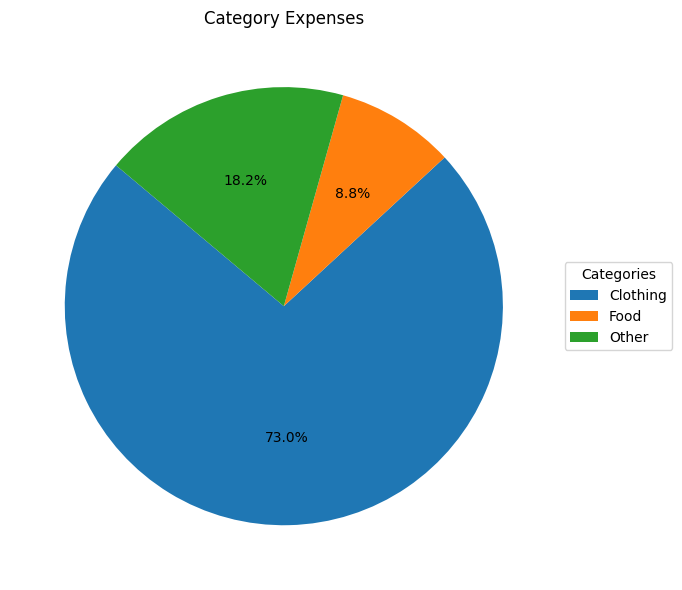 Category Expenses
18.2%
8.8%
73.0%
Categories
Clothing
Food
Other